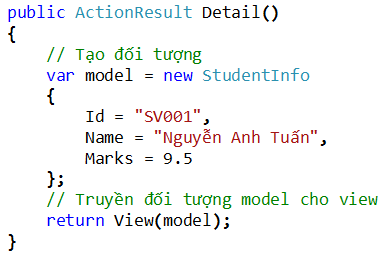 public ActionResult Detail()
{
    // Tạo đối tượng
    var model = new StudentInfo
    {
        Id = "SV001",
        Name = "Nguyễn Anh Tuấn",
        Marks = 9.5
    };
    // Truyền đối tượng model cho view
    return View(model);
}